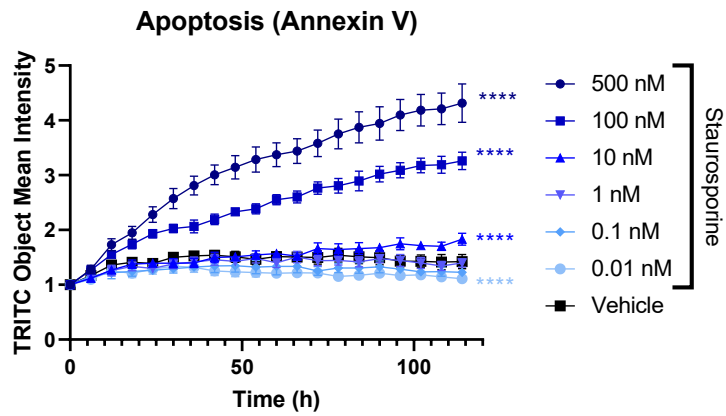 Apoptosis (Annexin V)
TRITC Object Mean Intensity
5
4
3
2
1
0
0
50
100
Time (h)
****
****
****
****
500 nM
100 nM
10 nM
1 nM
0.1 nM
0.01 nM
Vehicle
Staurosporine